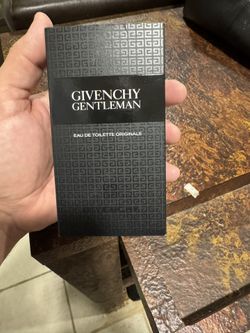 GIVENCHY
GENTLEMAN
EAU DE TOILETTE ORIGINALE